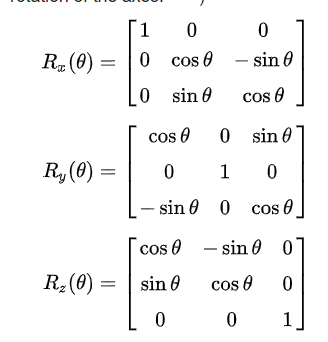 R_x(θ) = [1 0 0
0 cos θ − sin θ
0 sin θ cos θ]
R_y(θ) = [cos θ 0 sin θ
0 1 0
− sin θ 0 cos θ]
R_z(θ) = [cos θ − sin θ 0
sin θ cos θ 0
0 0 1]